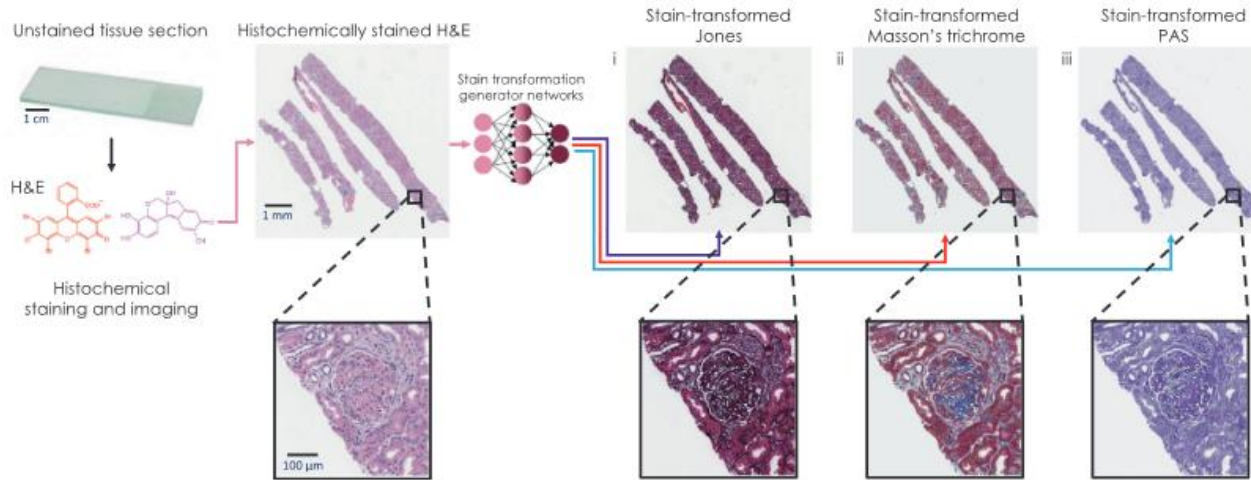 Unstained tissue section
1 cm
H&E
Histochemical
staining and imaging
Histochemically stained H&E
1 mm
100 µm
Stain transformation
generator networks
i
Stain-transformed
Jones
ii
Stain-transformed
Masson's trichrome
iii
Stain-transformed
PAS